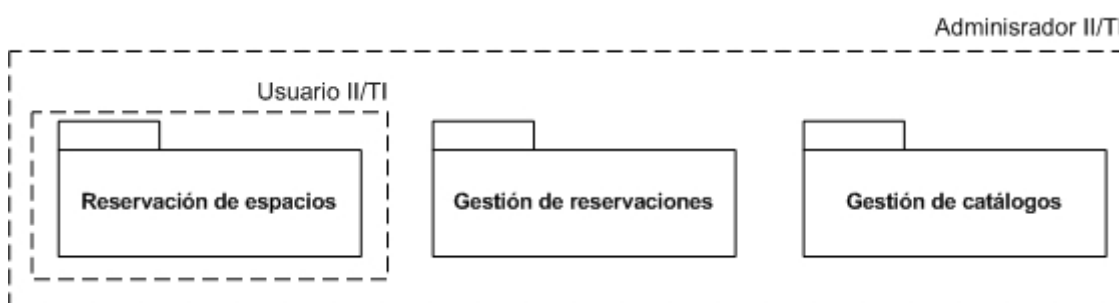 Adminisrador II/TI
Usuario II/TI
Reservación de espacios
Gestión de reservaciones
Gestión de catálogos